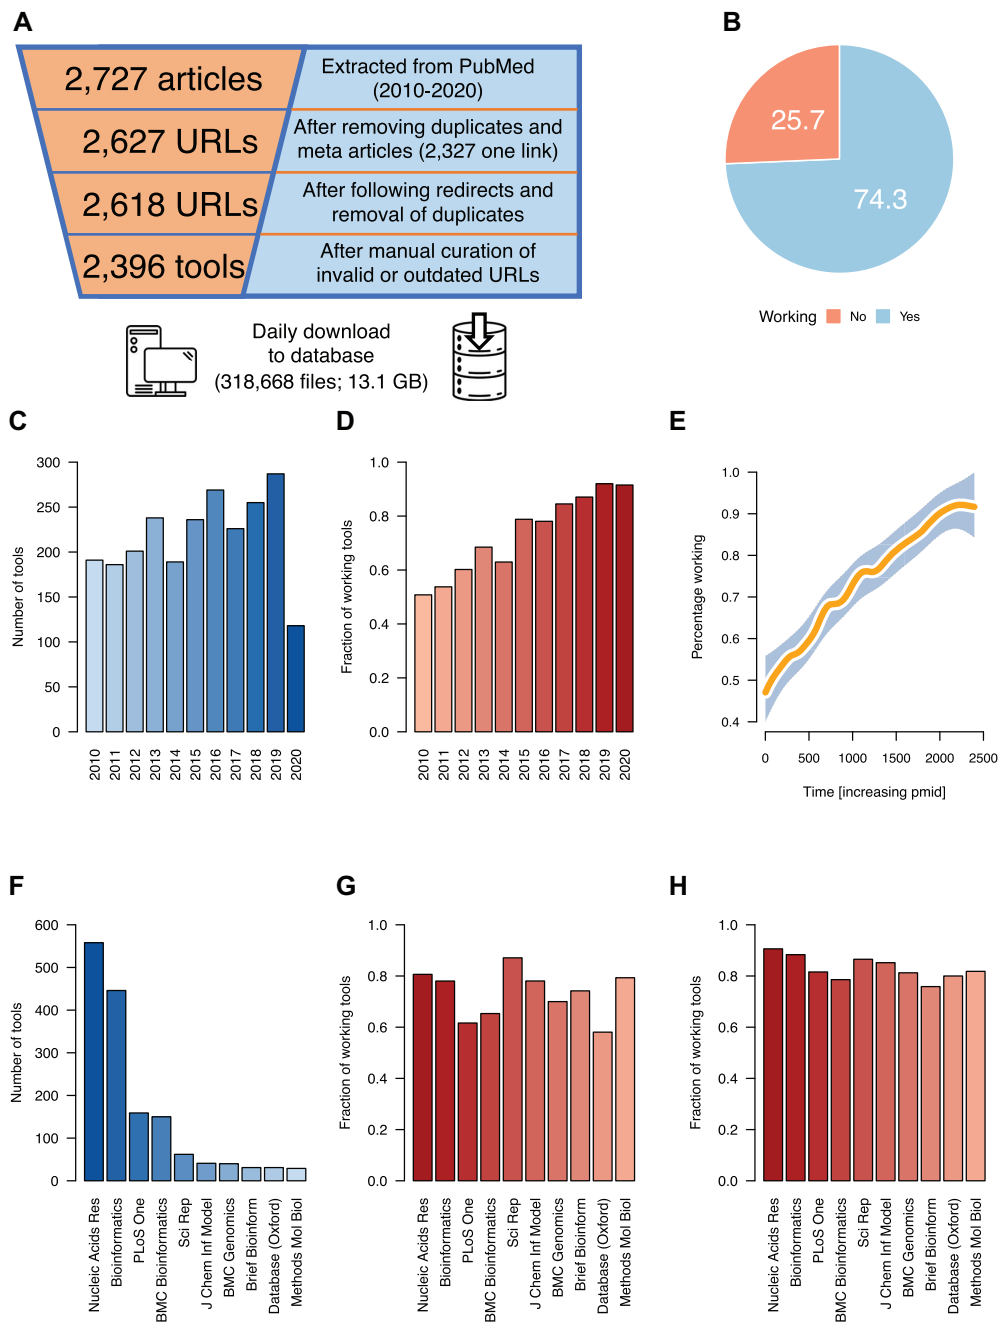 A
2,727 articles
Extracted from PubMed
(2010-2020)
2,627 URLs
After removing duplicates and
meta articles (2,327 one link)
2,618 URLs
After following redirects and
removal of duplicates
2,396 tools
After manual curation of
invalid or outdated URLs
Daily download
to database
(318,668 files; 13.1 GB)
B
25.7
74.3
Working
No
Yes
C
Number of tools
300
250
200
150
100
50
0
2010
2011
2012
2013
2014
2015
2016
2017
2018
2019
2020
D
Fraction of working tools
1.0
0.8
0.6
0.4
0.2
0.0
2010
2011
2012
2013
2014
2015
2016
2017
2018
2019
2020
E
Percentage working
1.0
0.9
0.8
0.7
0.6
0.5
0.4
0
500
1000
1500
2000
2500
Time [increasing pmid]
F
Number of tools
600
500
400
300
200
100
0
Nucleic Acids Res
Bioinformatics
PLoS One
BMC Bioinformatics
Sci Rep
J Chem Inf Model
BMC Genomics
Brief Bioinform
Database (Oxford)
Methods Mol Biol
G
Fraction of working tools
1.0
0.8
0.6
0.4
0.2
0.0
Nucleic Acids Res
Bioinformatics
PLoS One
BMC Bioinformatics
Sci Rep
J Chem Inf Model
BMC Genomics
Brief Bioinform
Database (Oxford)
Methods Mol Biol
H
Fraction of working tools
1.0
0.8
0.6
0.4
0.2
0.0
Nucleic Acids Res
Bioinformatics
PLoS One
BMC Bioinformatics
Sci Rep
J Chem Inf Model
BMC Genomics
Brief Bioinform
Database (Oxford)
Methods Mol Biol